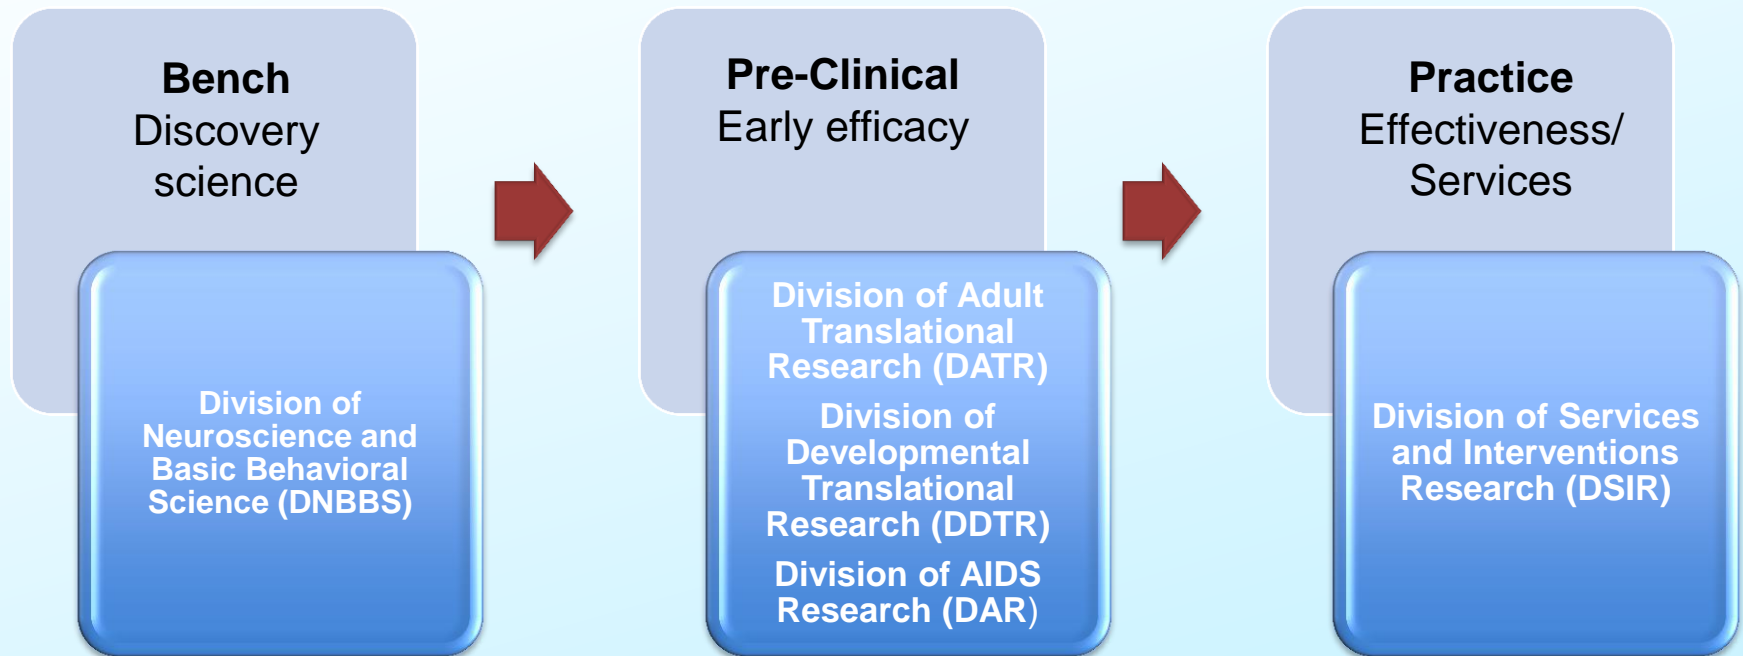 Bench
Discovery
science
Division of
Neuroscience and
Basic Behavioral
Science (DNBBS)
Pre-Clinical
Early efficacy
Division of Adult
Translational
Research (DATR)
Division of
Developmental
Translational
Research (DDTR)
Division of AIDS
Research (DAR)
Practice
Effectiveness/
Services
Division of Services
and Interventions
Research (DSIR)